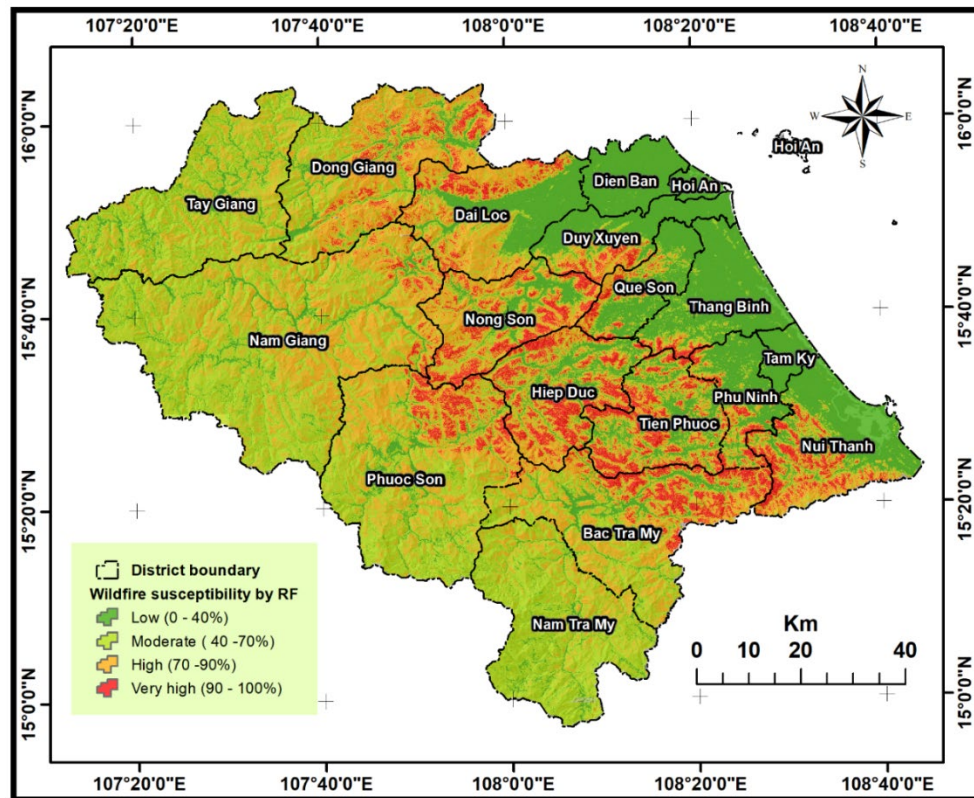 107°20'0"E 107°40'0"E 108°0'0"E 108°20'0"E 108°40'0"E
16°0'0"N
15°40'0"N
15°20'0"N
15°0'0"N
N
W E
S
Hoi An
Dong Giang
Tay Giang
Dien Ban
Hoi An
Dai Loc
Duy Xuyen
Que Son
Thang Binh
Nong Son
Nam Giang
Tam Ky
Hiep Duc
Phu Ninh
Tien Phuoc
Nui Thanh
Phuoc Son
Bac Tra My
Nam Tra My
District boundary
Wildfire susceptibility by RF
Low (0 - 40%)
Moderate ( 40 -70%)
High (70 -90%)
Very high (90 - 100%)
Km
0 10 20 40
16°0'0"N
15°40'0"N
15°20'0"N
15°0'0"N
107°20'0"E 107°40'0"E 108°0'0"E 108°20'0"E 108°40'0"E